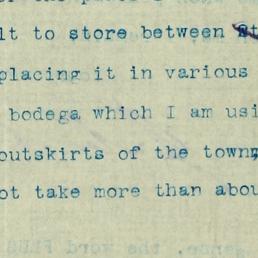 lt to store between
placing it in various
bodega which I am usi
outskirts of the town,
ot take more than abou